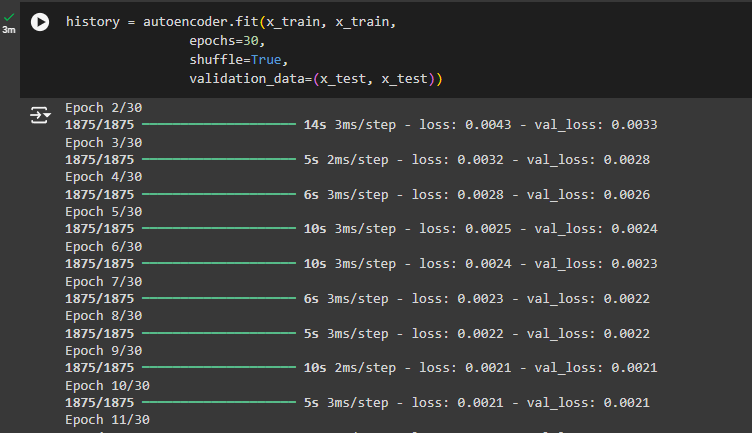 3m
history = autoencoder.fit(x_train, x_train,
epochs=30,
shuffle=True,
validation_data=(x_test, x_test))
Epoch 2/30
1875/1875 14s 3ms/step - loss: 0.0043 - val_loss: 0.0033
Epoch 3/30
1875/1875 5s 2ms/step - loss: 0.0032 - val_loss: 0.0028
Epoch 4/30
1875/1875 6s 3ms/step - loss: 0.0028 - val_loss: 0.0026
Epoch 5/30
1875/1875 10s 3ms/step - loss: 0.0025 - val_loss: 0.0024
Epoch 6/30
1875/1875 10s 3ms/step - loss: 0.0024 - val_loss: 0.0023
Epoch 7/30
1875/1875 6s 3ms/step - loss: 0.0023 - val_loss: 0.0022
Epoch 8/30
1875/1875 5s 3ms/step - loss: 0.0022 - val_loss: 0.0022
Epoch 9/30
1875/1875 10s 2ms/step - loss: 0.0021 - val_loss: 0.0021
Epoch 10/30
1875/1875 5s 3ms/step - loss: 0.0021 - val_loss: 0.0021
Epoch 11/30